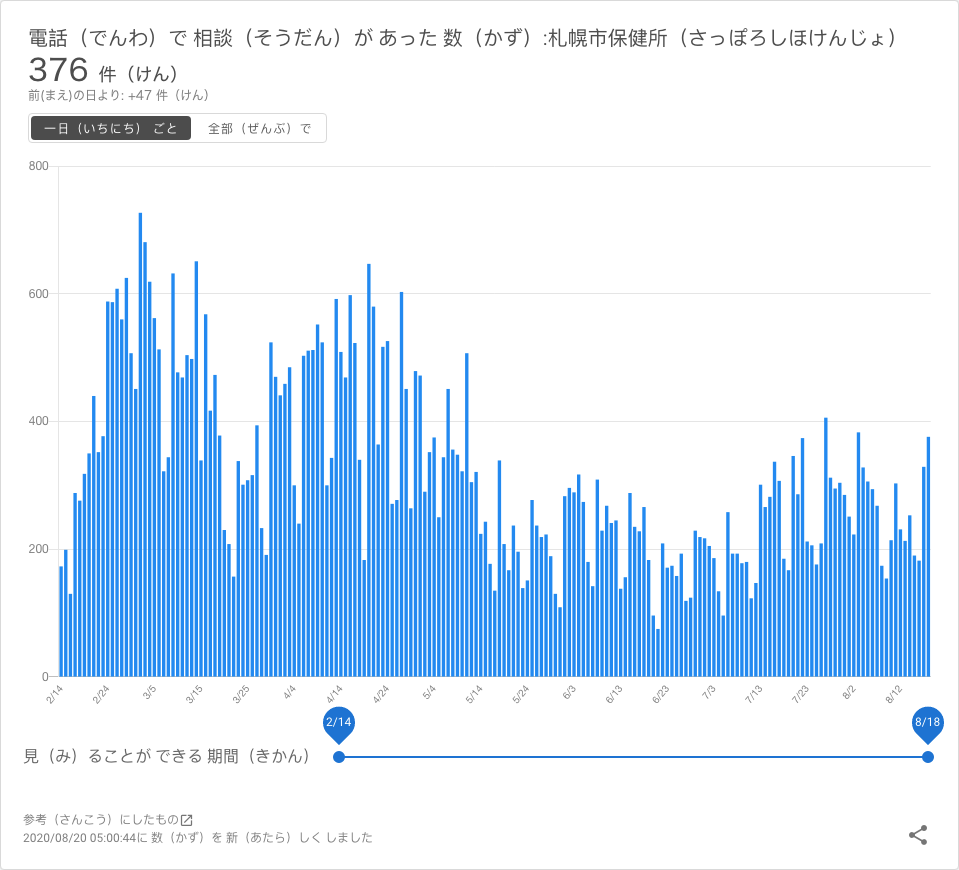 電話（でんわ）で 相談（そうだん）が あった 数（かず）:札幌市保健所（さっぽろしほけんじょ）
376 件（けん）
前(まえ)の日より: +47 件（けん）
一日（いちにち） ごと 全部（ぜんぶ）で
800
600
400
200
0
2/14 2/24 3/5 3/15 3/25 4/4 4/14 4/24 5/4 5/14 5/24 6/3 6/13 6/23 7/3 7/13 7/23 8/2 8/12
2/14 8/18
見（み）ることが できる 期間（きかん）
参考（さんこう）にしたもの
2020/08/20 05:00:44に 数（かず）を 新（あたら）しく しました